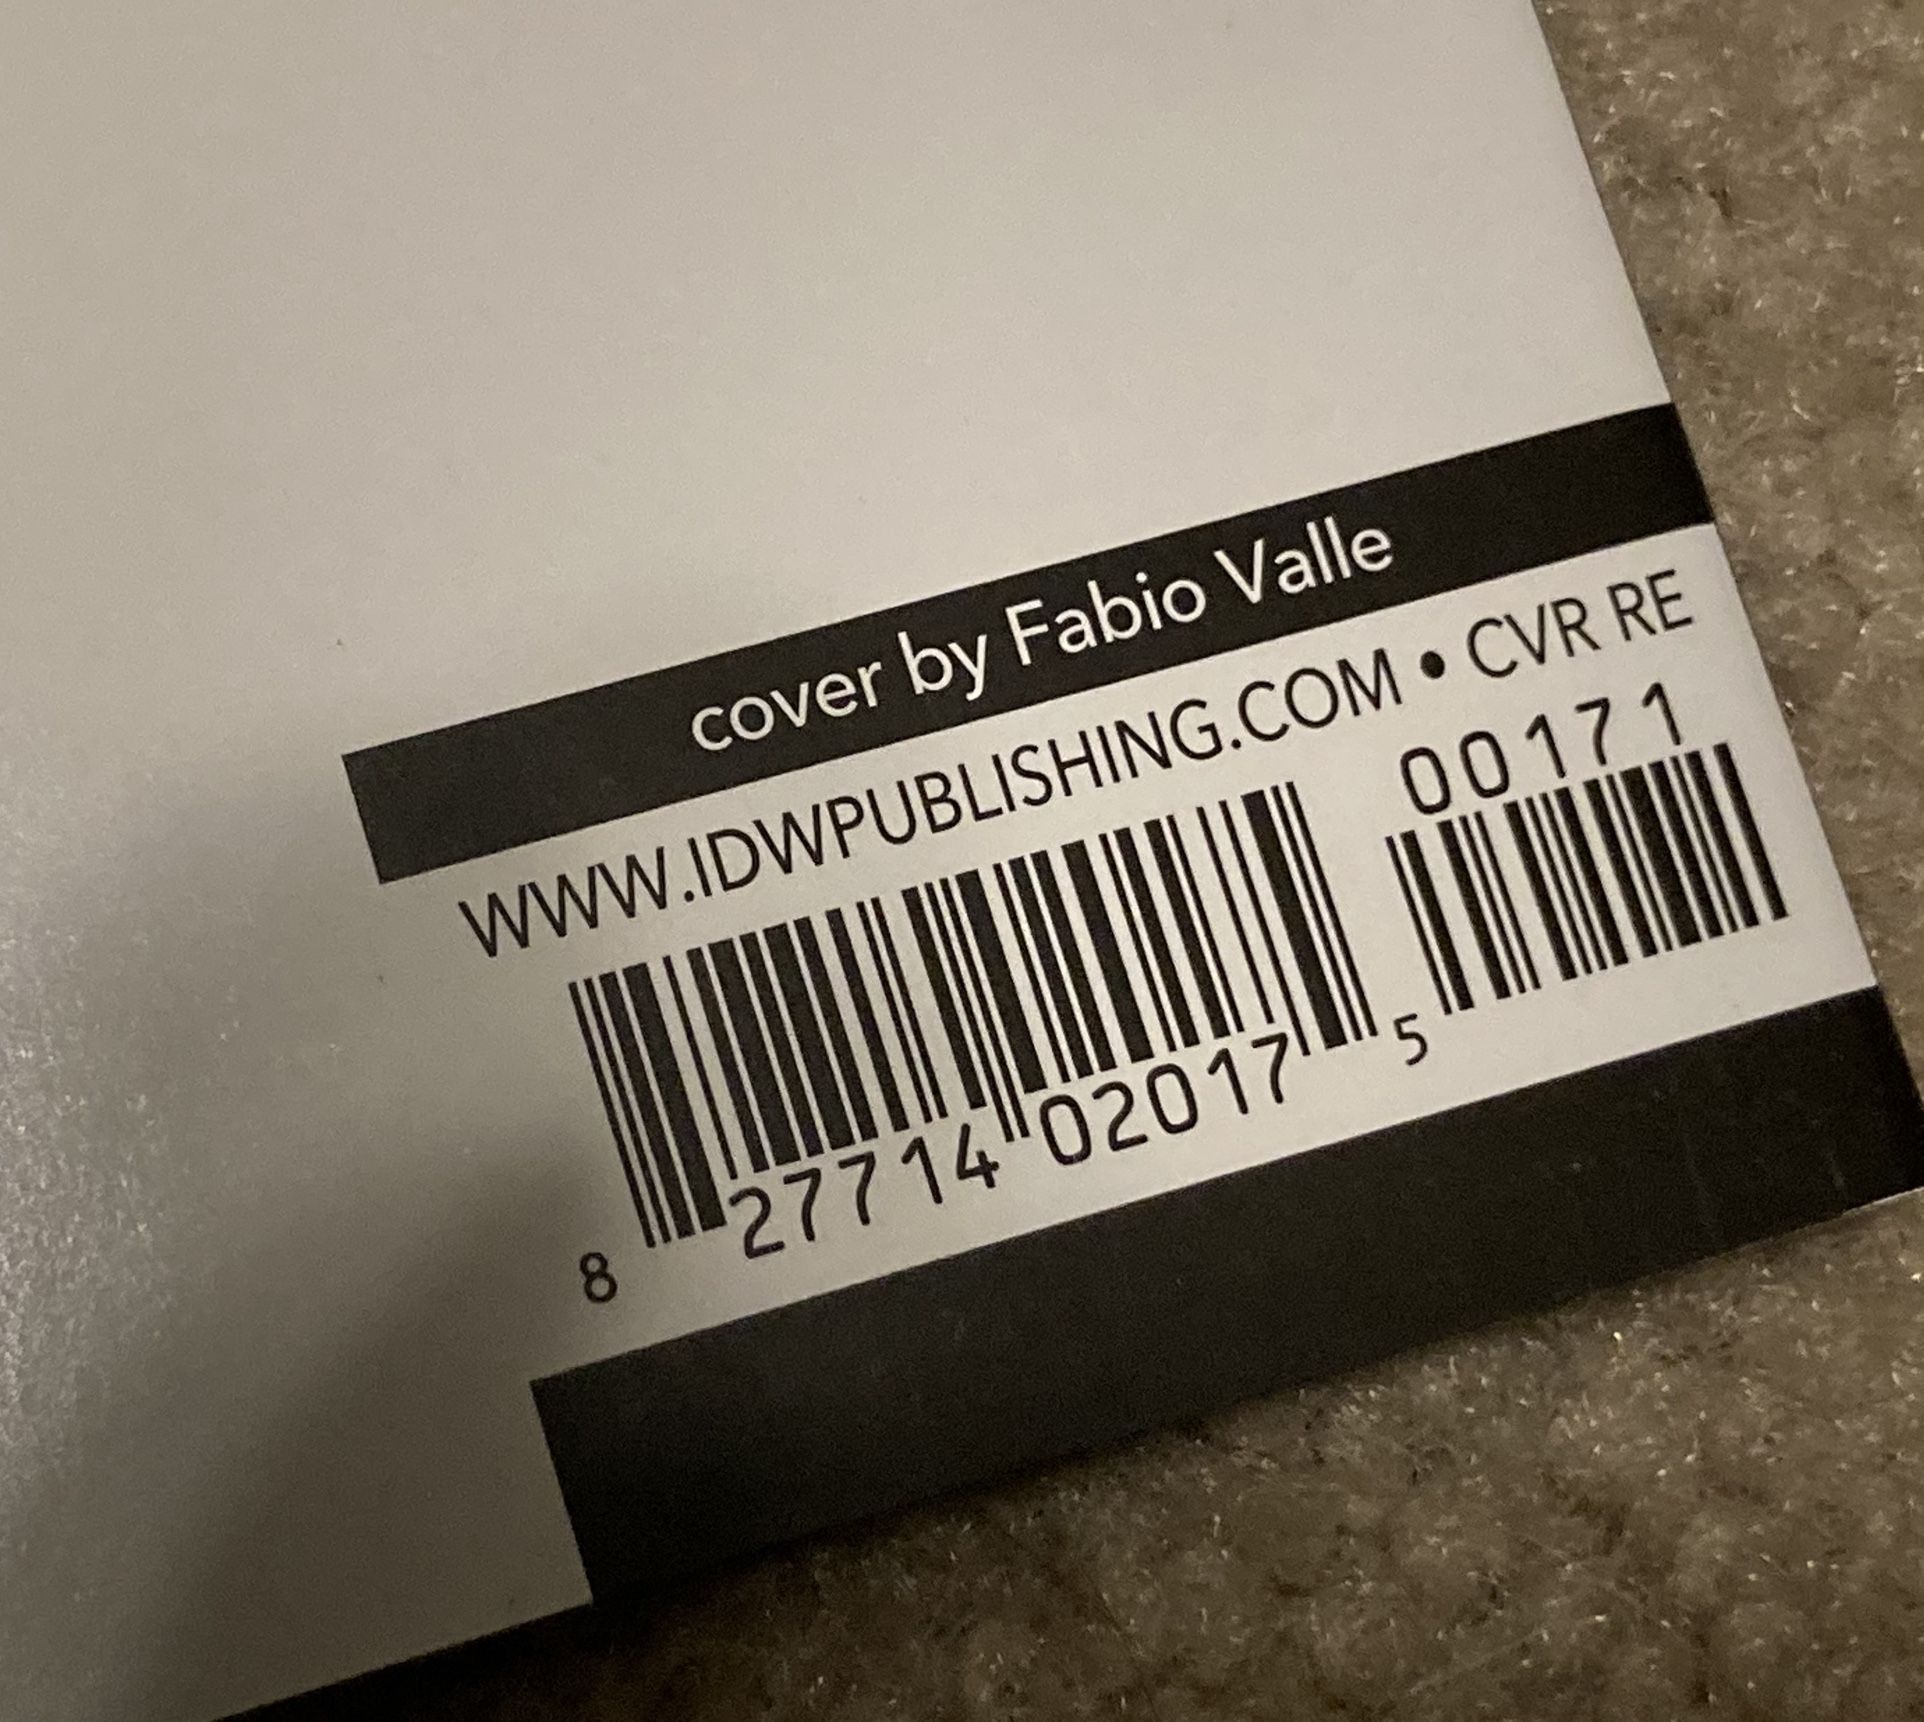 cover by Fabio Valle
WWW.IDWPUBLISHING.COM • CVR RE
00171
8 27714 02017 5